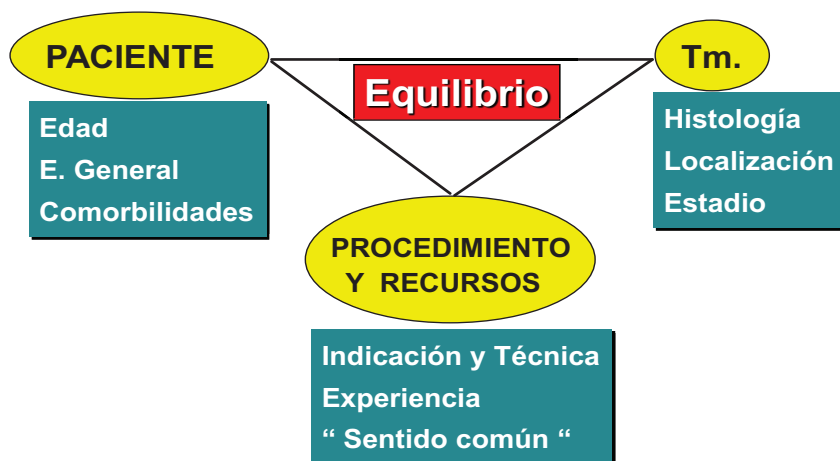 PACIENTE
Tm.
Equilibrio
Edad
E. General
Comorbilidades
Histología
Localización
Estadio
PROCEDIMIENTO
Y RECURSOS
Indicación y Técnica
Experiencia
“ Sentido común “